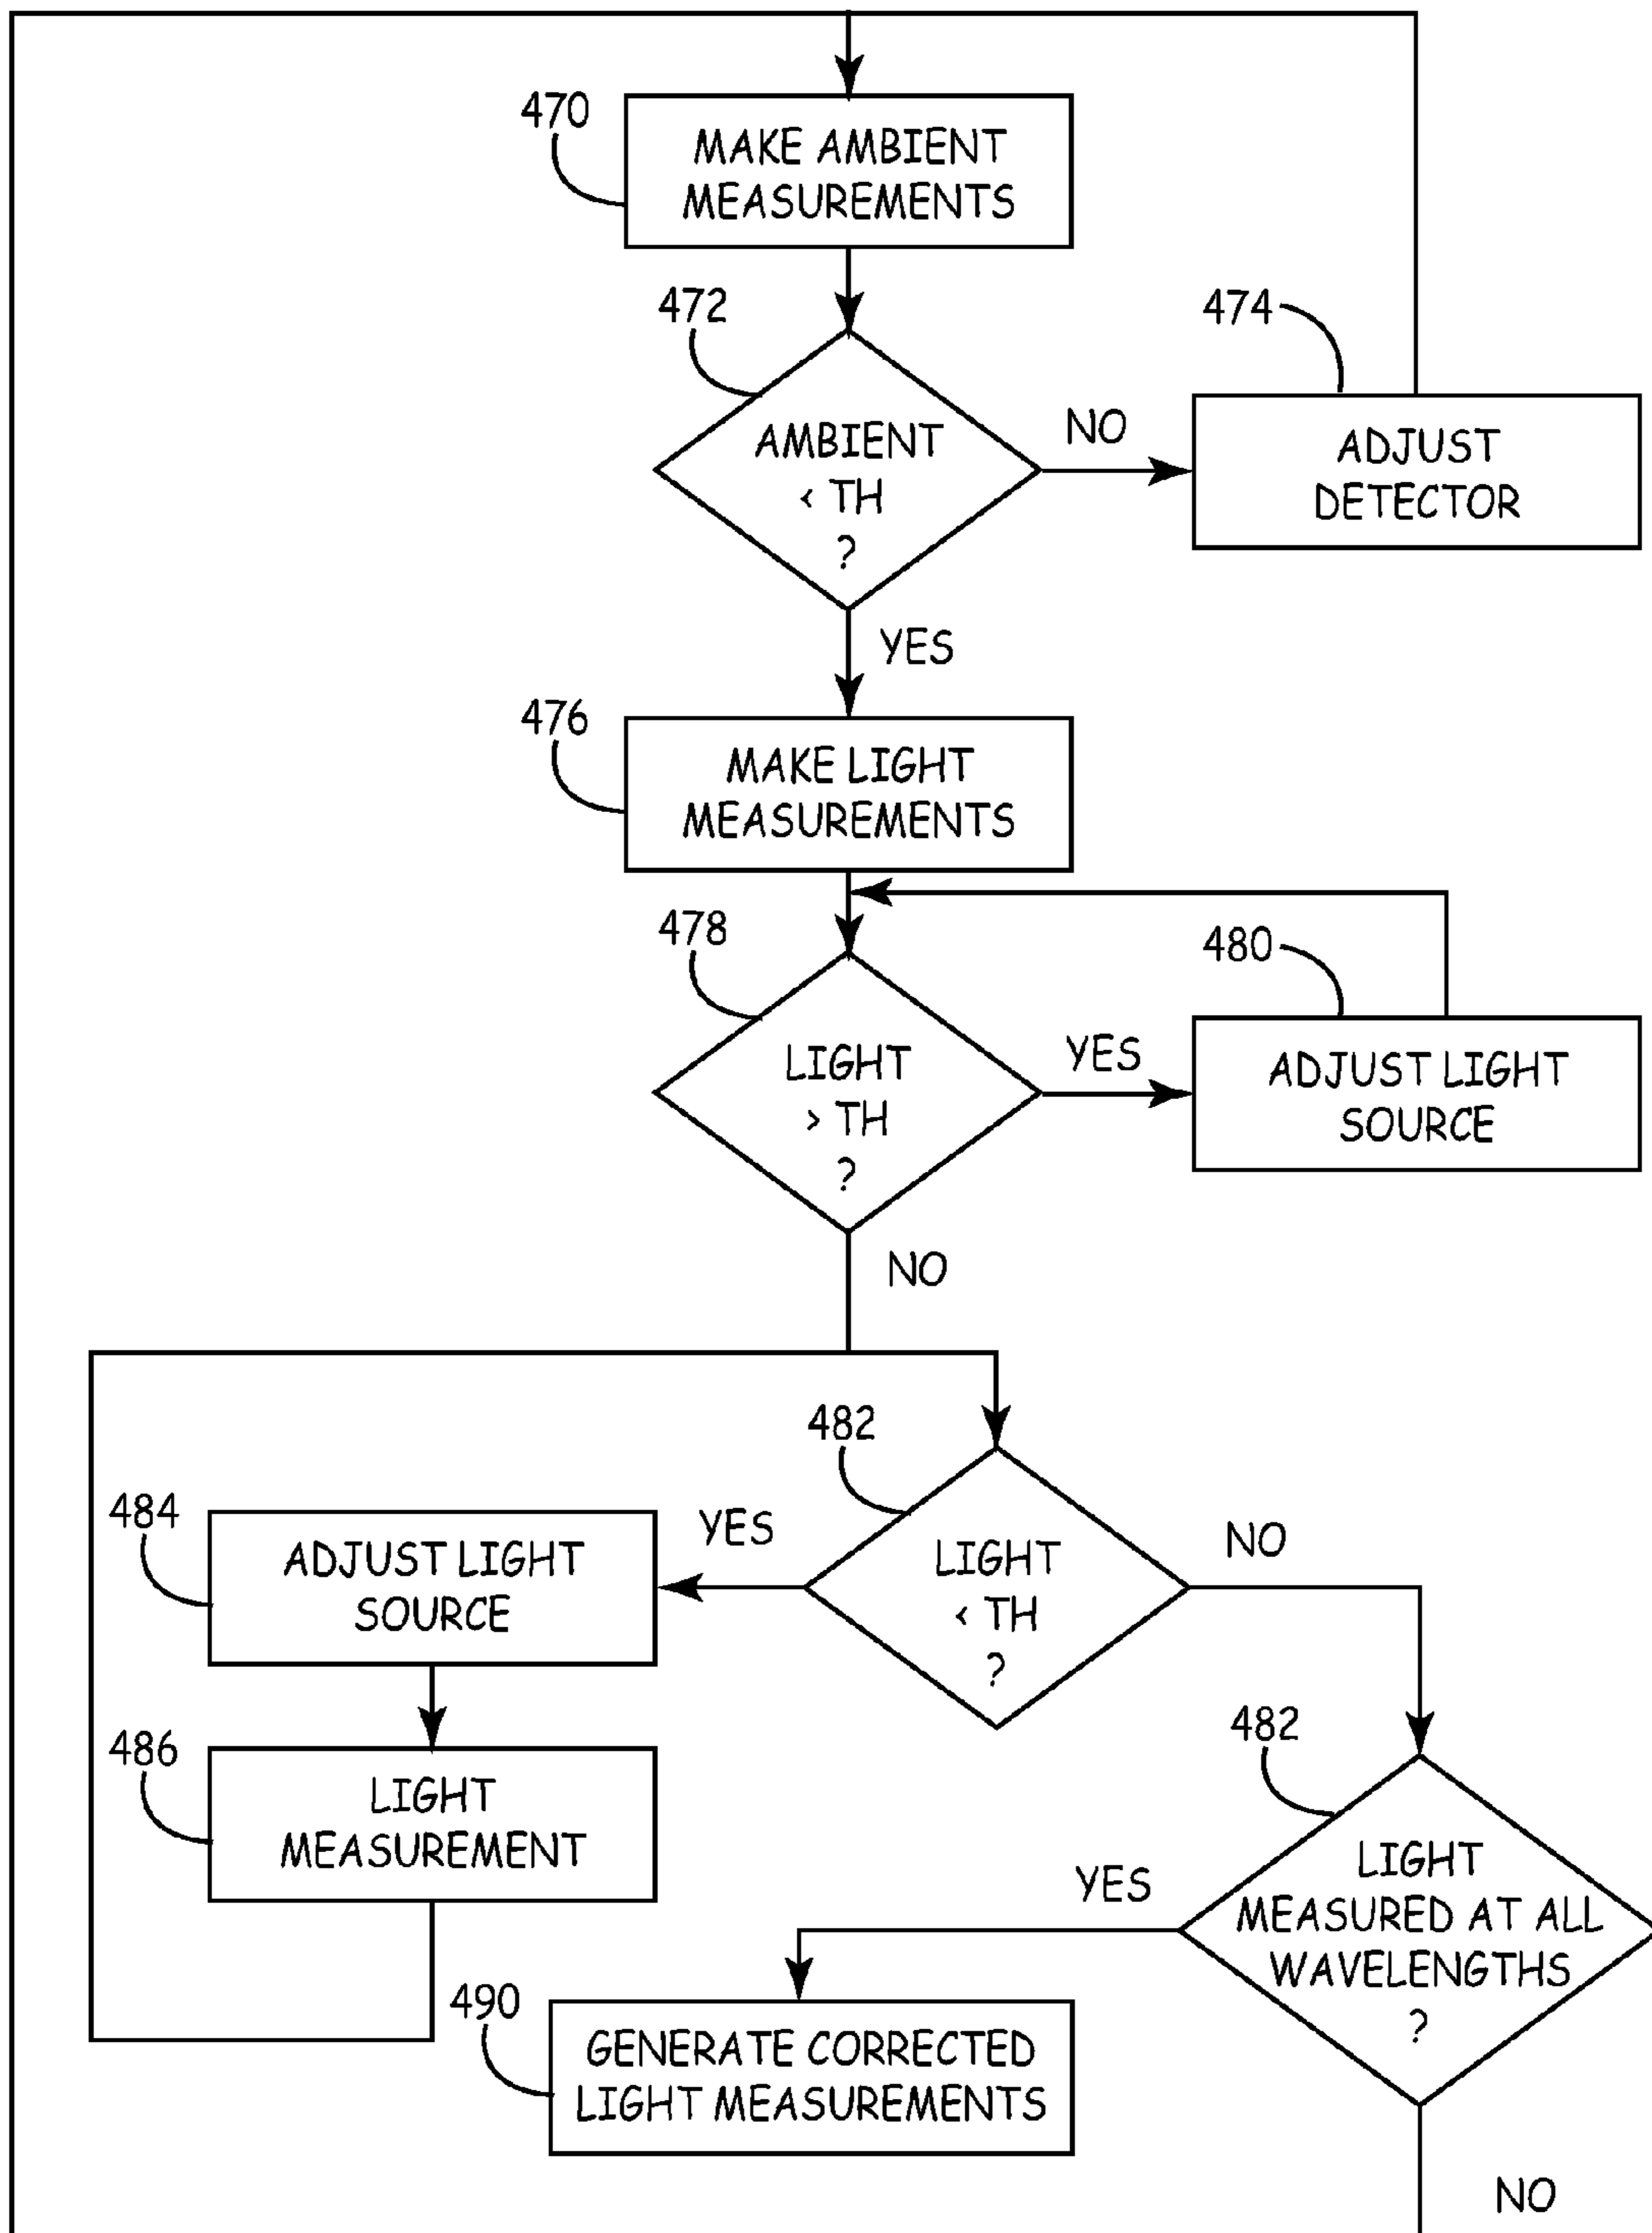 470
MAKE AMBIENT
MEASUREMENTS
472
AMBIENT
< TH
?
NO
474
ADJUST
DETECTOR
YES
476
MAKE LIGHT
MEASUREMENTS
478
LIGHT
> TH
?
YES
480
ADJUST LIGHT
SOURCE
NO
482
LIGHT
< TH
?
YES
NO
484
ADJUST LIGHT
SOURCE
486
LIGHT
MEASUREMENT
482
LIGHT
MEASURED AT ALL
WAVELENGTHS
?
YES
490
GENERATE CORRECTED
LIGHT MEASUREMENTS
NO